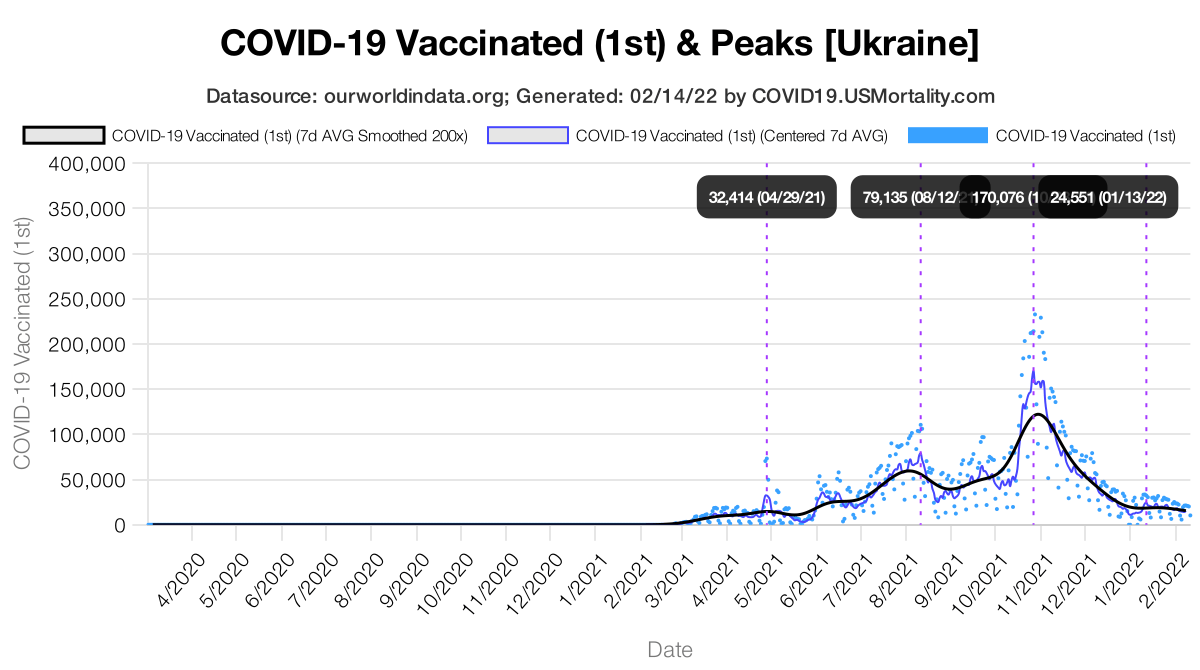 COVID-19 Vaccinated (1st) & Peaks [Ukraine]
Datasource: ourworldindata.org; Generated: 02/14/22 by COVID19.USMortality.com
COVID-19 Vaccinated (1st) (7d AVG Smoothed 200x) COVID-19 Vaccinated (1st) (Centered 7d AVG) COVID-19 Vaccinated (1st)
COVID-19 Vaccinated (1st)
400,000
350,000
300,000
250,000
200,000
150,000
100,000
50,000
0
32,414 (04/29/21) 79,135 (08/12/ 170,076 (1 24,551 (01/13/22)
4/2020 5/2020 6/2020 7/2020 8/2020 9/2020 10/2020 11/2020 12/2020 1/2021 2/2021 3/2021 4/2021 5/2021 6/2021 7/2021 8/2021 9/2021 10/2021 11/2021 12/2021 1/2022 2/2022
Date